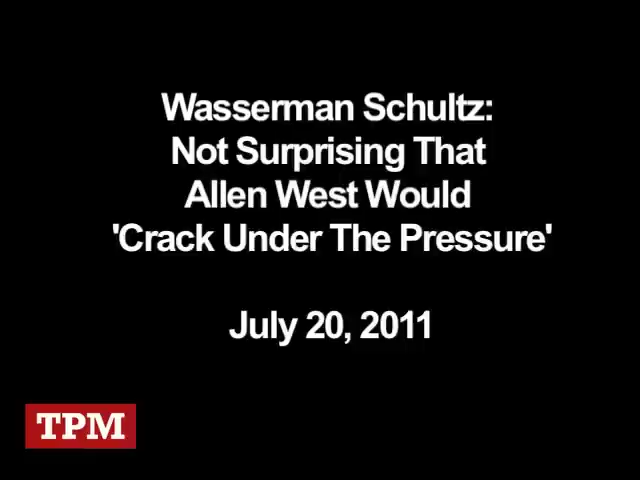 Wasserman Schultz:
Not Surprising That
Allen West Would
'Crack Under The Pressure'
July 20, 2011
TPM